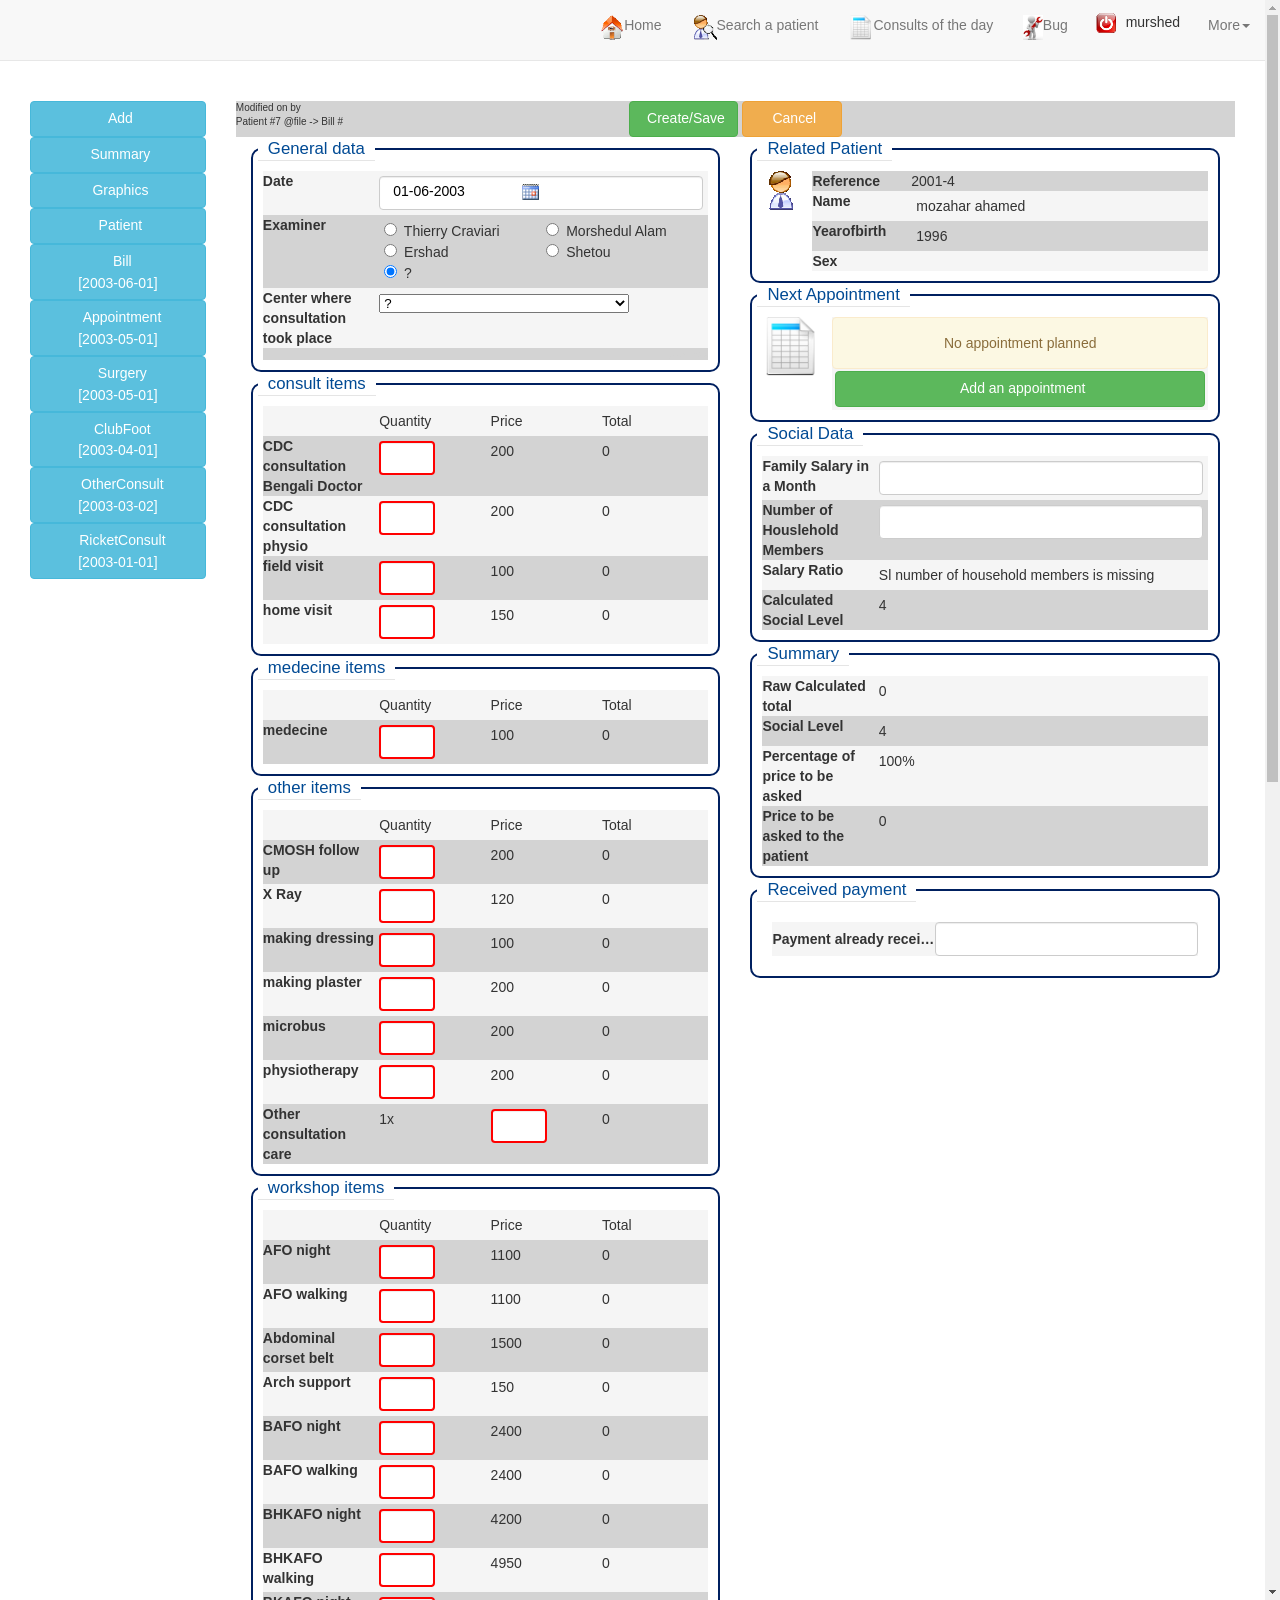 Home Search a patient Consults of the day Bug murshed More
Add
Summary
Graphics
Patient
Bill
[2003-06-01]
Appointment
[2003-05-01]
Surgery
[2003-05-01]
ClubFoot
[2003-04-01]
OtherConsult
[2003-03-02]
RicketConsult
[2003-01-01]
Modified on by
Patient #7 @file -> Bill #
Create/Save Cancel
General data
Date 01-06-2003
Examiner Thierry Craviari Morshedul Alam
Ershad Shetou
?
Center where
consultation
took place
?
consult items
Quantity Price Total
CDC
consultation
Bengali Doctor
200 0
CDC
consultation
physio
200 0
field visit 100 0
home visit 150 0
medecine items
Quantity Price Total
medecine 100 0
other items
Quantity Price Total
CMOSH follow
up
200 0
X Ray 120 0
making dressing 100 0
making plaster 200 0
microbus 200 0
physiotherapy 200 0
Other
consultation
care
1x 0
workshop items
Quantity Price Total
AFO night 1100 0
AFO walking 1100 0
Abdominal
corset belt
1500 0
Arch support 150 0
BAFO night 2400 0
BAFO walking 2400 0
BHKAFO night 4200 0
BHKAFO
walking
4950 0
BKAFO night
Related Patient
Reference 2001-4
Name mozahar ahamed
Yearofbirth 1996
Sex
Next Appointment
No appointment planned
Add an appointment
Social Data
Family Salary in
a Month
Number of
Houslehold
Members
Salary Ratio Sl number of household members is missing
Calculated
Social Level
4
Summary
Raw Calculated
total
0
Social Level 4
Percentage of
price to be
asked
100%
Price to be
asked to the
patient
0
Received payment
Payment already recei...